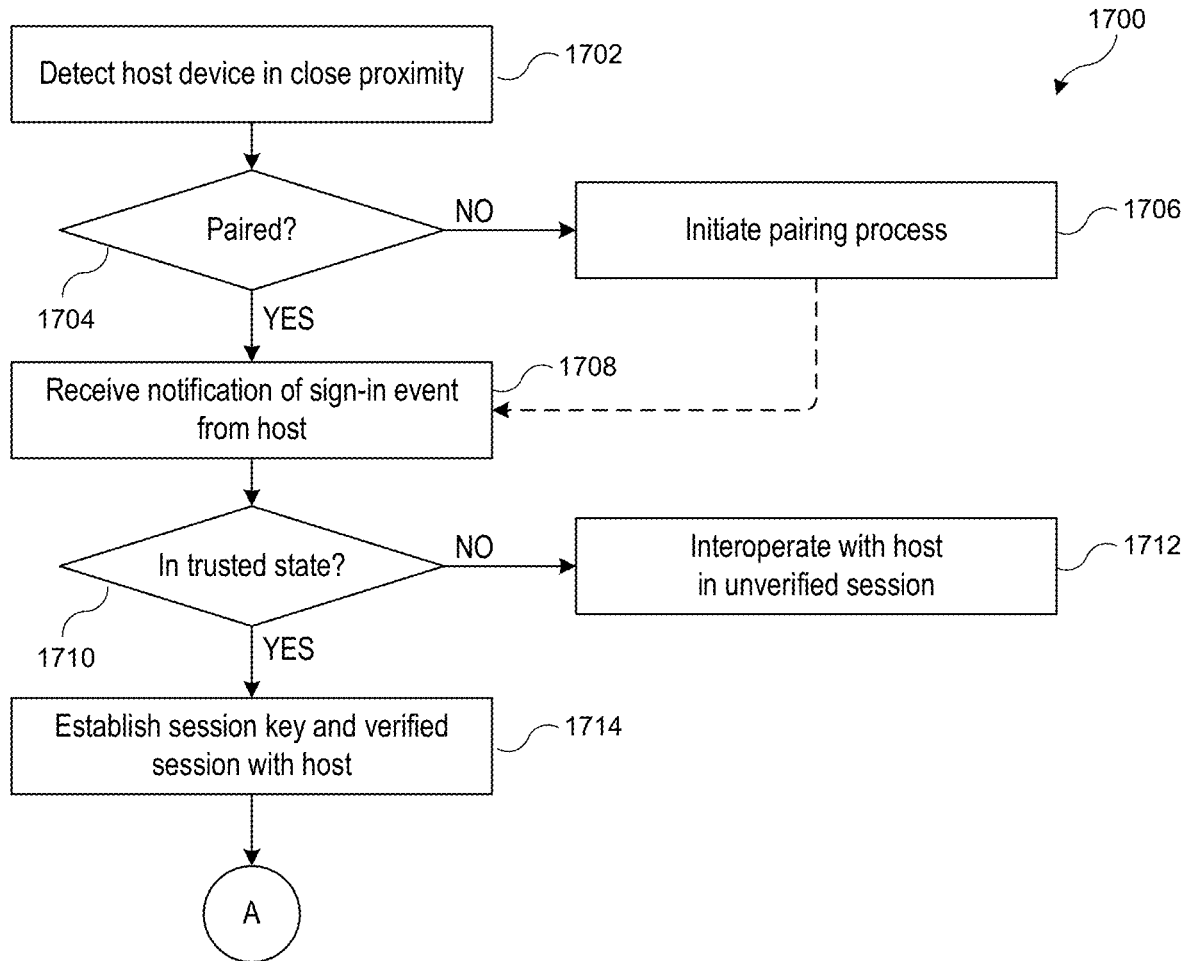 1700
Detect host device in close proximity
1702
Paired?
NO
Initiate pairing process
1706
1704
YES
Receive notification of sign-in event
from host
1708
In trusted state?
NO
Interoperate with host
in unverified session
1712
1710
YES
Establish session key and verified
session with host
1714
A